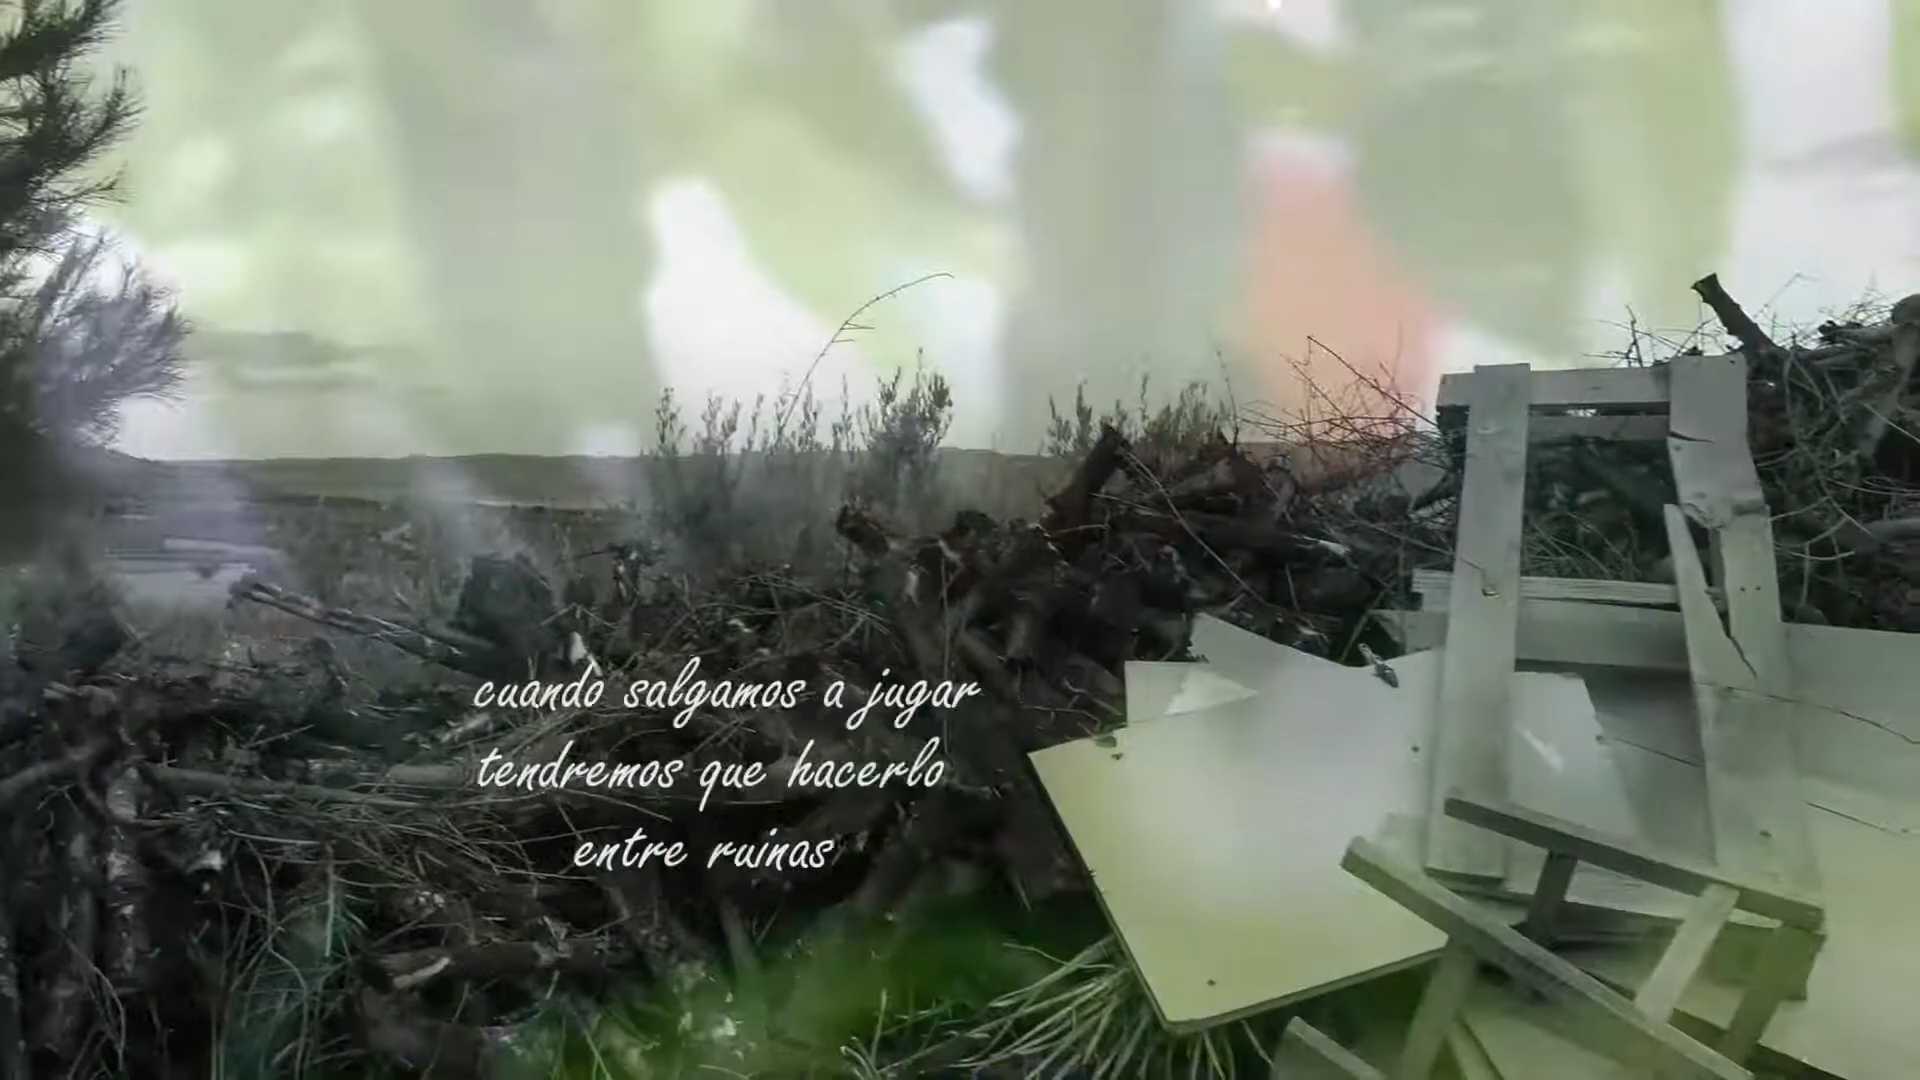 cuando salgamos a jugar
tendremos que hacerlo
entre ruinas